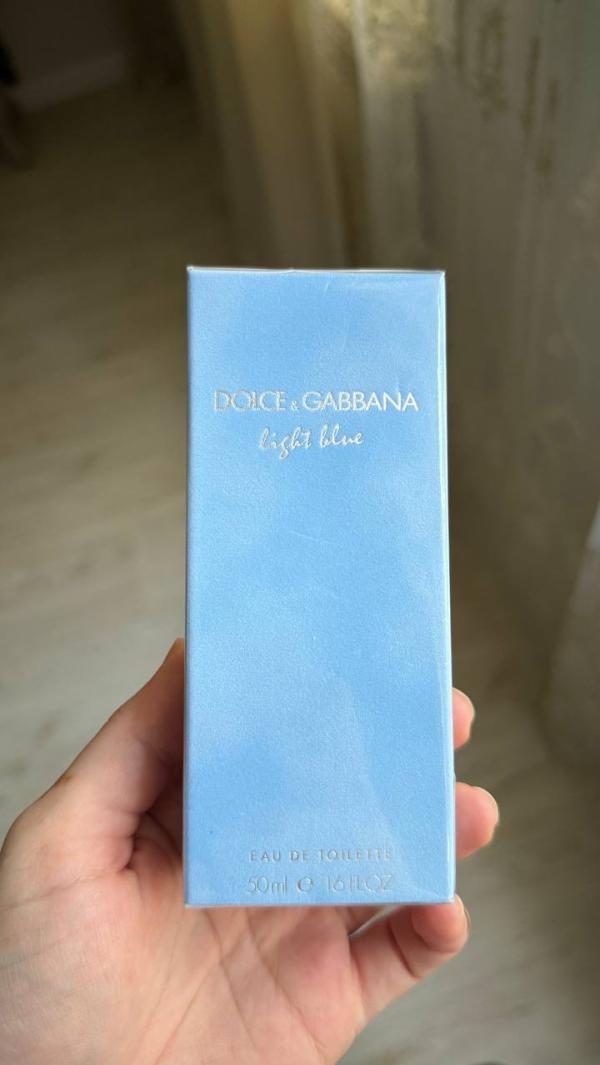 DOLCE & GABBANA
light blue
EAU DE TOILETTE
50ml e 1.6 FL.OZ